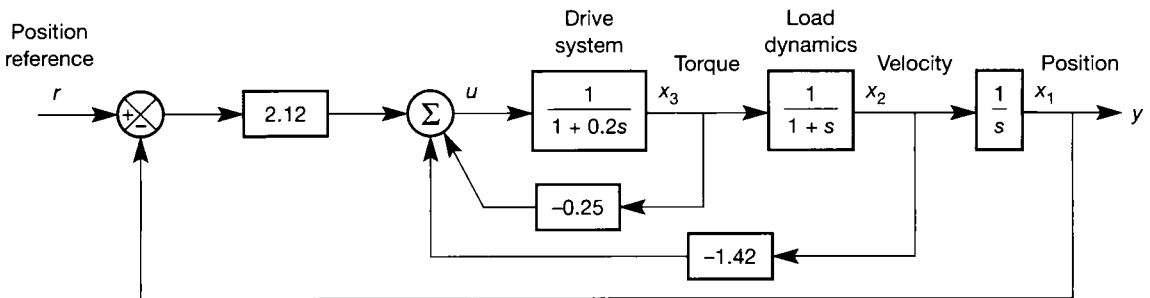 Position
reference
r
+
−
2.12
Σ
u
Drive
system
1
1 + 0.2s
x₃
Torque
Load
dynamics
1
1 + s
x₂
Velocity
1
s
x₁
Position
y
−0.25
−1.42